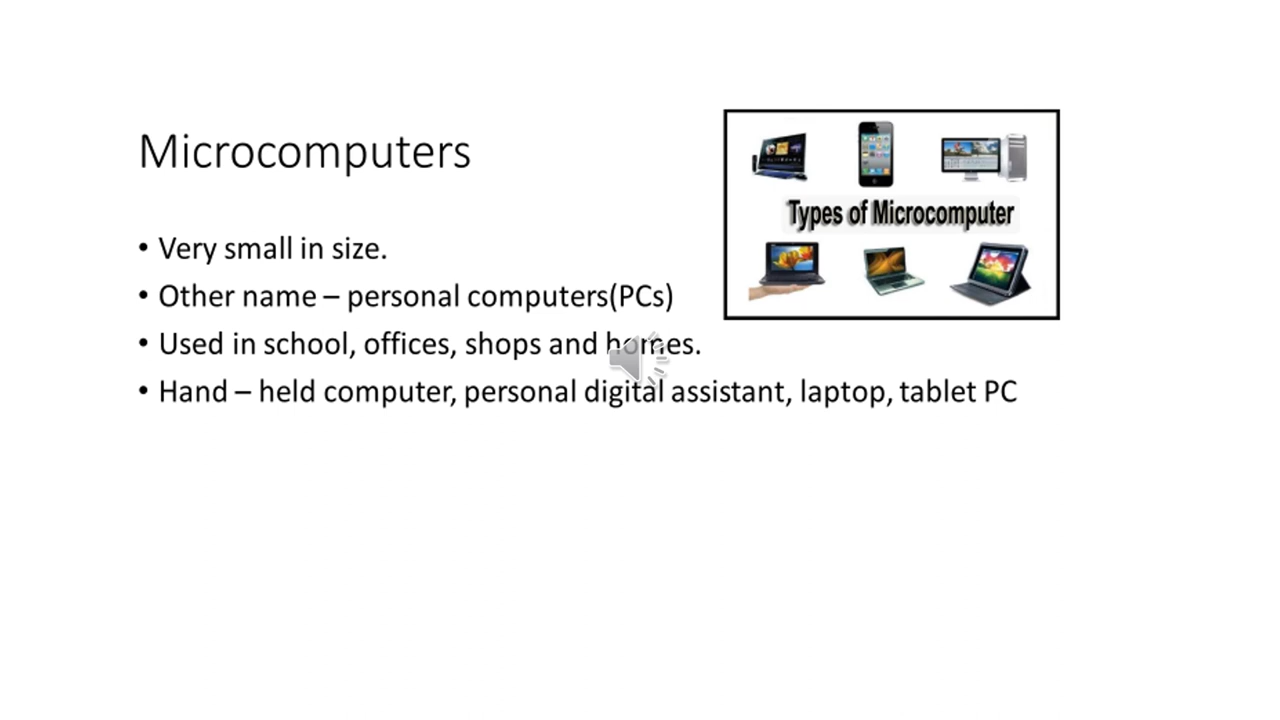 Microcomputers
Types of Microcomputer
• Very small in size.
• Other name – personal computers(PCs)
• Used in school, offices, shops and homes.
• Hand – held computer, personal digital assistant, laptop, tablet PC